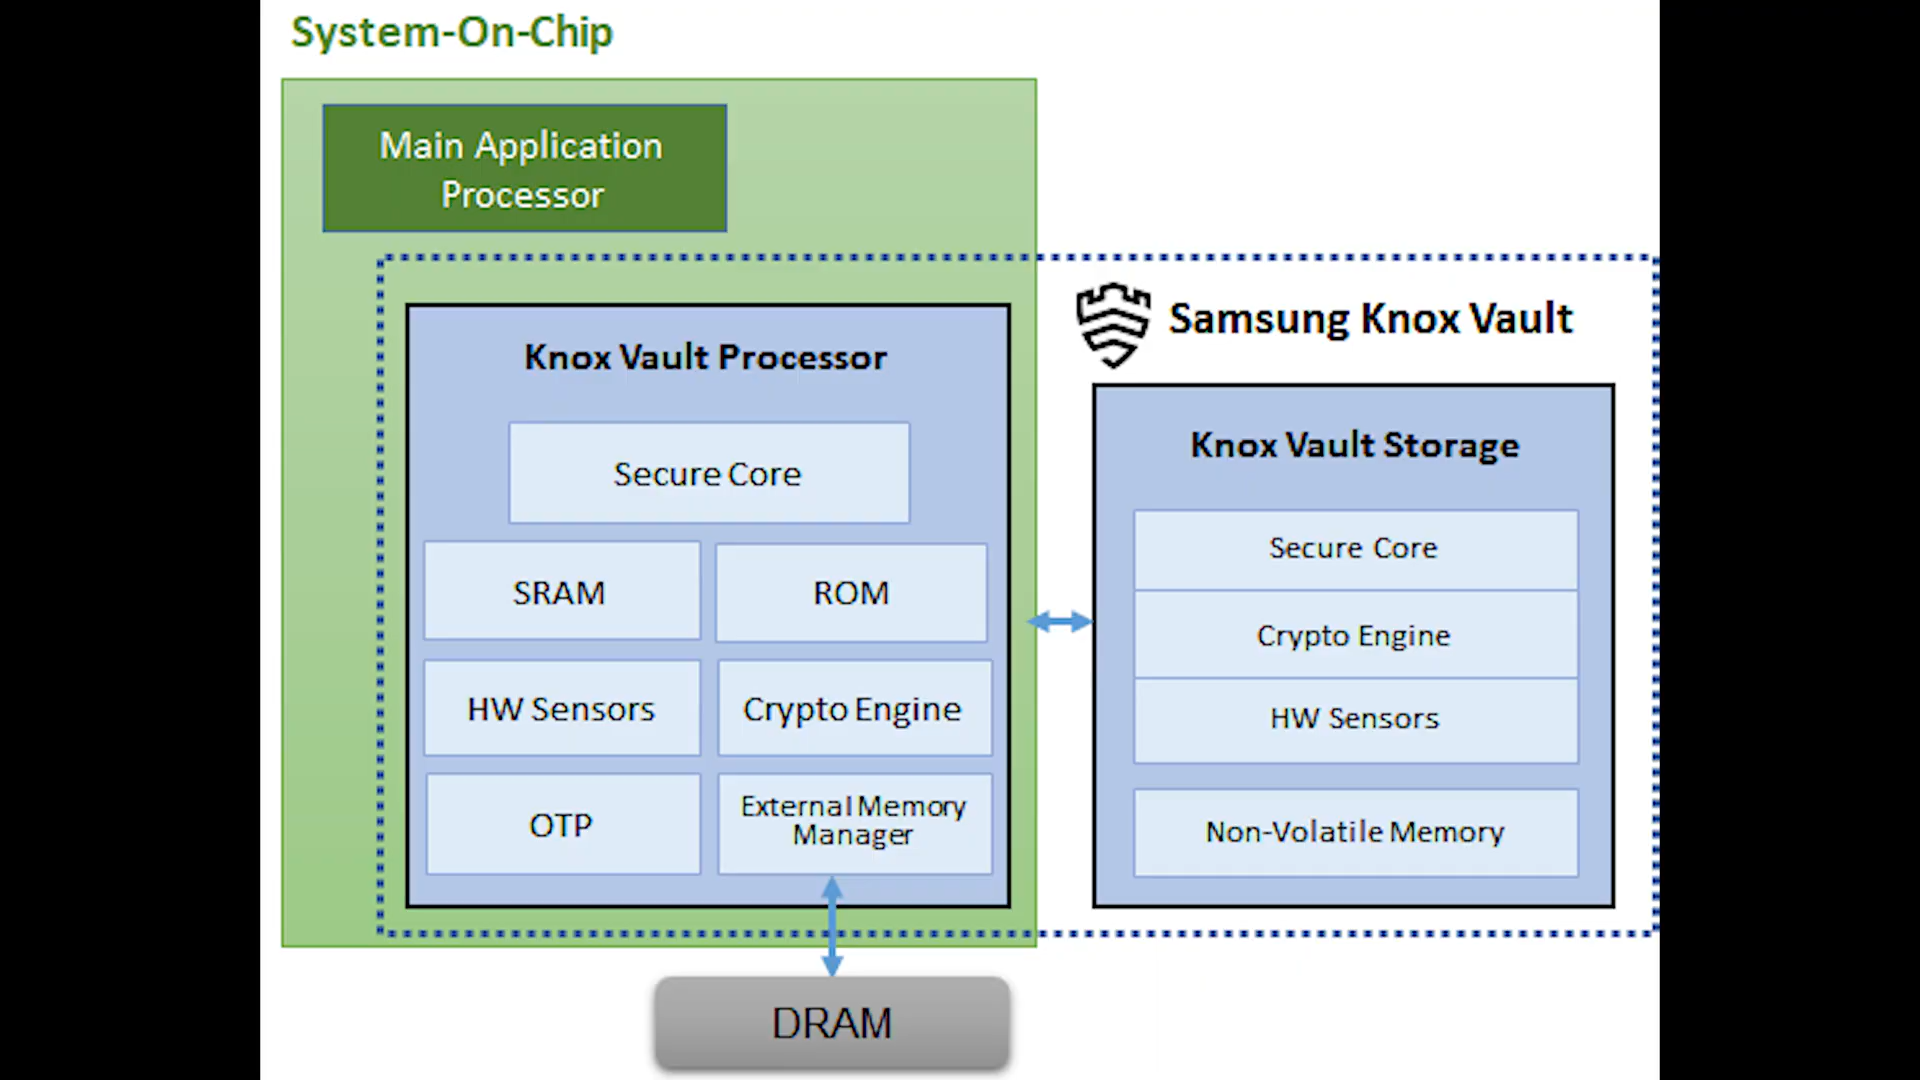 System-On-Chip
Main Application
Processor
Samsung Knox Vault
Knox Vault Processor
Secure Core
SRAM
ROM
HW Sensors
Crypto Engine
OTP
External Memory
Manager
Knox Vault Storage
Secure Core
Crypto Engine
HW Sensors
Non-Volatile Memory
DRAM